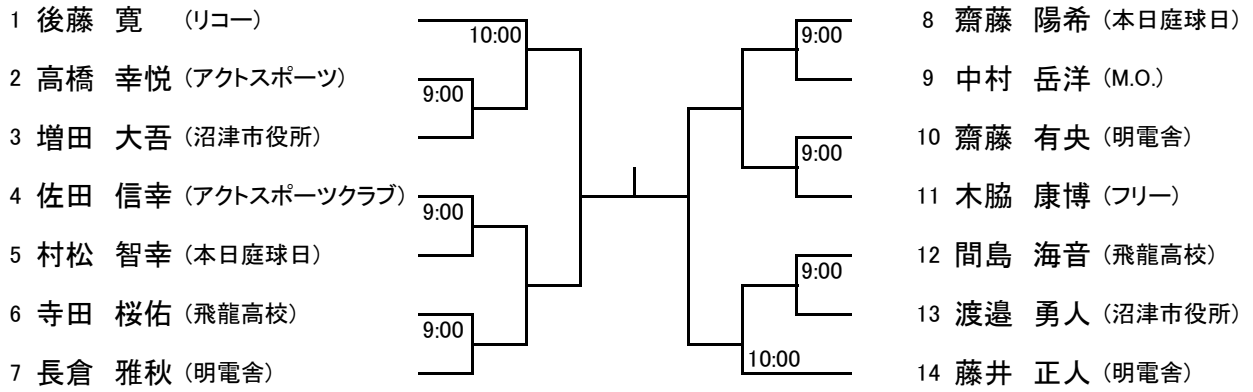 1 後藤 寛 (リコー)
10:00
2 高橋 幸悦 (アクトスポーツ)
9:00
3 増田 大吾 (沼津市役所)
4 佐田 信幸 (アクトスポーツクラブ)
9:00
5 村松 智幸 (本日庭球日)
6 寺田 桜佑 (飛龍高校)
9:00
7 長倉 雅秋 (明電舎)
8 齋藤 陽希 (本日庭球日)
9:00
9 中村 岳洋 (M.O.)
10 齋藤 有央 (明電舎)
9:00
11 木脇 康博 (フリー)
12 間島 海音 (飛龍高校)
9:00
13 渡邉 勇人 (沼津市役所)
10:00
14 藤井 正人 (明電舎)